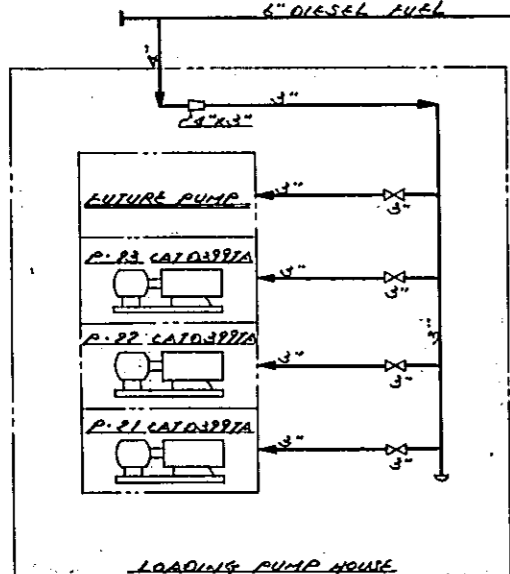 6" DIESEL FUEL
4"
3"
4"X3"
FUTURE PUMP
3"
3"
P-23 CAT D399TA
3"
3"
3"
P-22 CAT D399TA
3"
3"
P-21 CAT D399TA
3"
3"
LOADING PUMP HOUSE